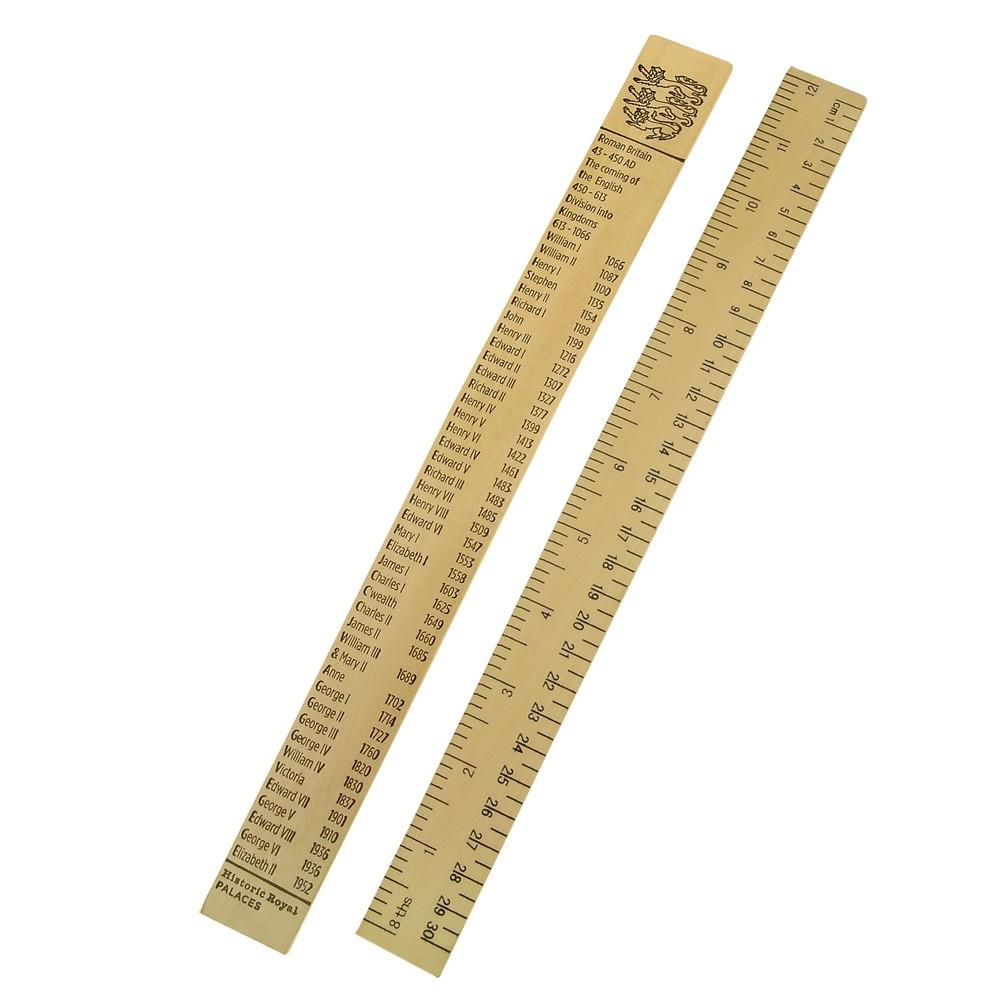 Roman Britain
43 - 450 AD
The coming of
the English
450 - 613
Division into
Kingdoms
613 - 1066
William I 1066
William II 1087
Henry I 1100
Stephen 1135
Henry II 1154
Richard I 1189
John 1199
Henry III 1216
Edward I 1272
Edward II 1307
Edward III 1327
Richard II 1377
Henry IV 1399
Henry V 1413
Henry VI 1422
Edward IV 1461
Edward V 1483
Richard III 1483
Henry VII 1485
Henry VIII 1509
Edward VI 1547
Mary I 1553
Elizabeth I 1558
James I 1603
Charles I 1625
C'wealth 1649
Charles II 1660
James II 1685
William III
& Mary II 1689
Anne 1702
George I 1714
George II 1727
George III 1760
George IV 1820
William IV 1830
Victoria 1837
Edward VII 1901
George V 1910
Edward VIII 1936
George VI 1936
Elizabeth II 1952
Historic Royal
PALACES
8 ths 1 2 3 4 5 6 7 8 9 10 11 12
cm 1 2 3 4 5 6 7 8 9 10 11 12 13 14 15 16 17 18 19 20 21 22 23 24 25 26 27 28 29 30